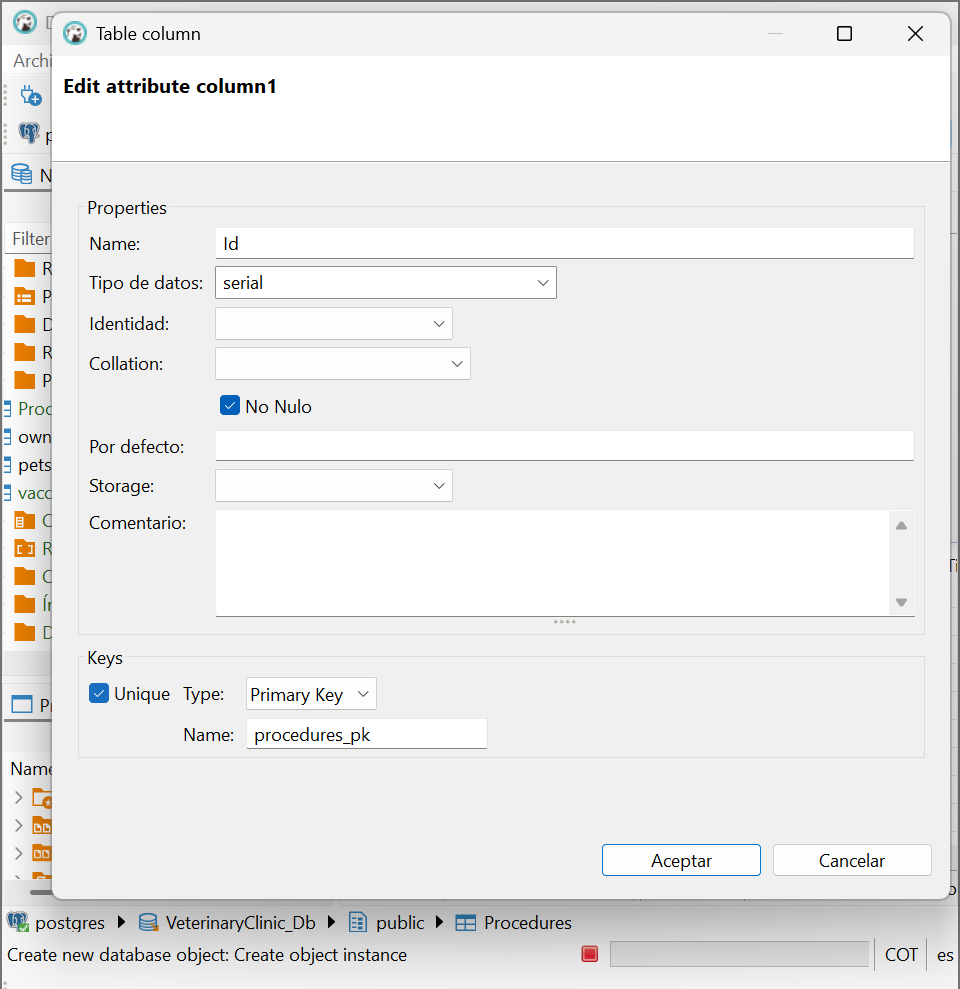 Table column
Archi
Edit attribute column1
Filter
Properties
Name: Id
Tipo de datos: serial
Identidad:
Collation:
No Nulo
Por defecto:
Storage:
Comentario:
Proc
own
pets
vacc
Keys
Unique Type: Primary Key
Name: procedures_pk
Name
Aceptar Cancelar
postgres VeterinaryClinic_Db public Procedures
Create new database object: Create object instance COT es